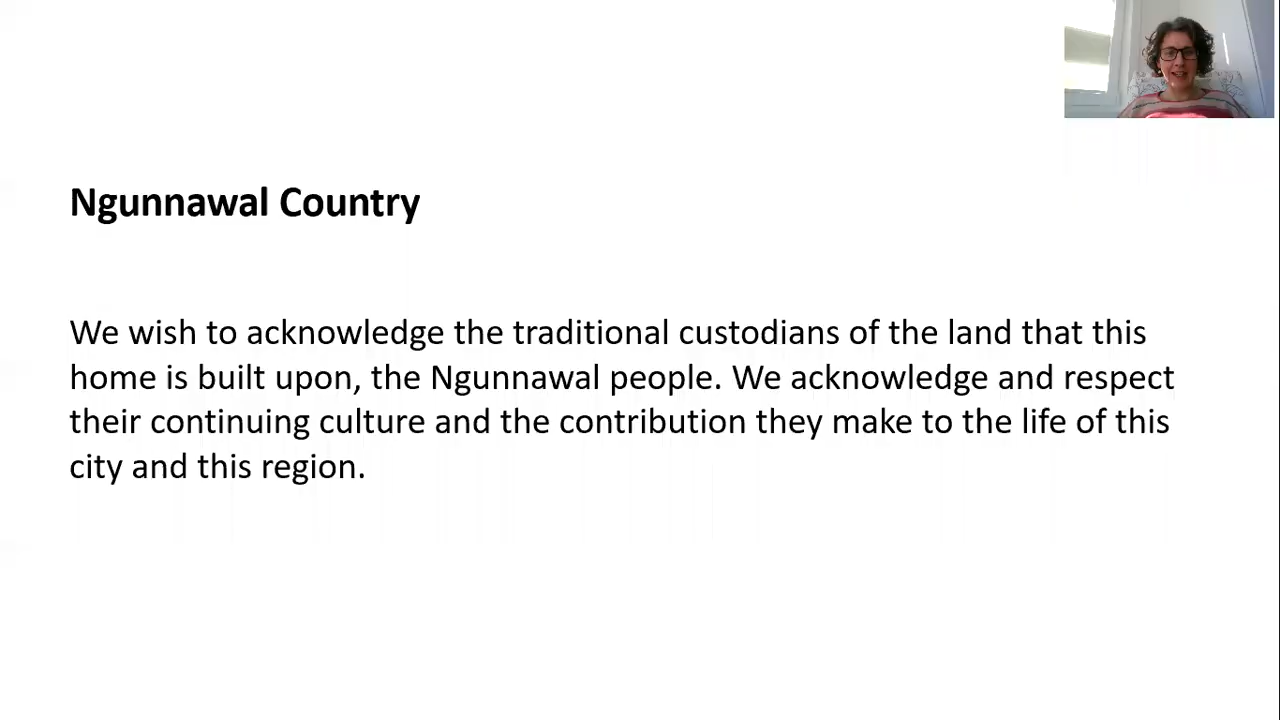 Ngunnawal Country
We wish to acknowledge the traditional custodians of the land that this
home is built upon, the Ngunnawal people. We acknowledge and respect
their continuing culture and the contribution they make to the life of this
city and this region.